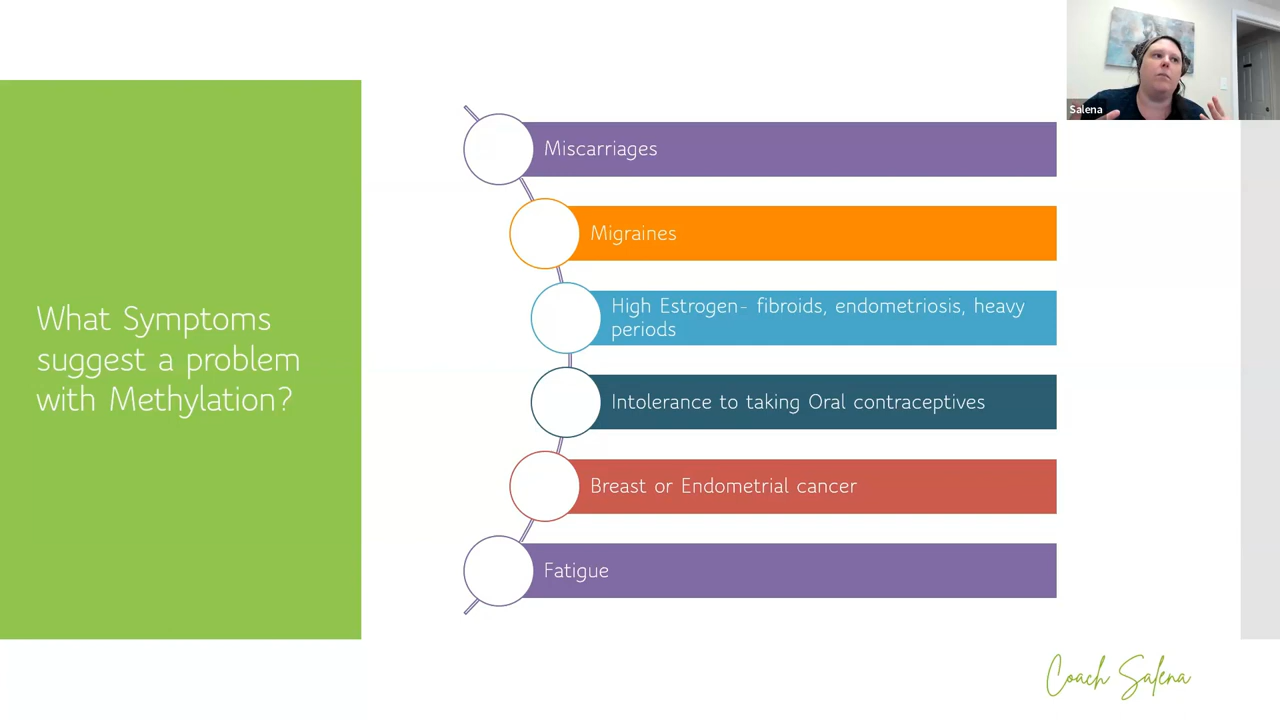 Salena
What Symptoms
suggest a problem
with Methylation?
Miscarriages
Migraines
High Estrogen- fibroids, endometriosis, heavy
periods
Intolerance to taking Oral contraceptives
Breast or Endometrial cancer
Fatigue
Coach Salena